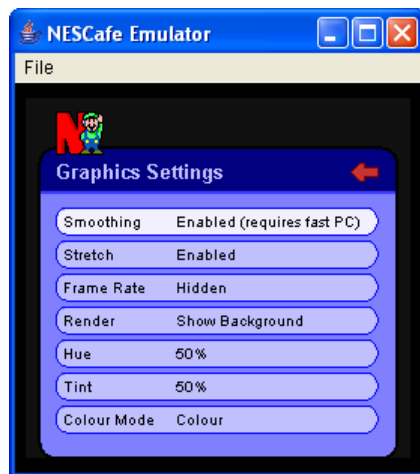 NESCafe Emulator
File
N
Graphics Settings
Smoothing Enabled (requires fast PC)
Stretch Enabled
Frame Rate Hidden
Render Show Background
Hue 50%
Tint 50%
Colour Mode Colour